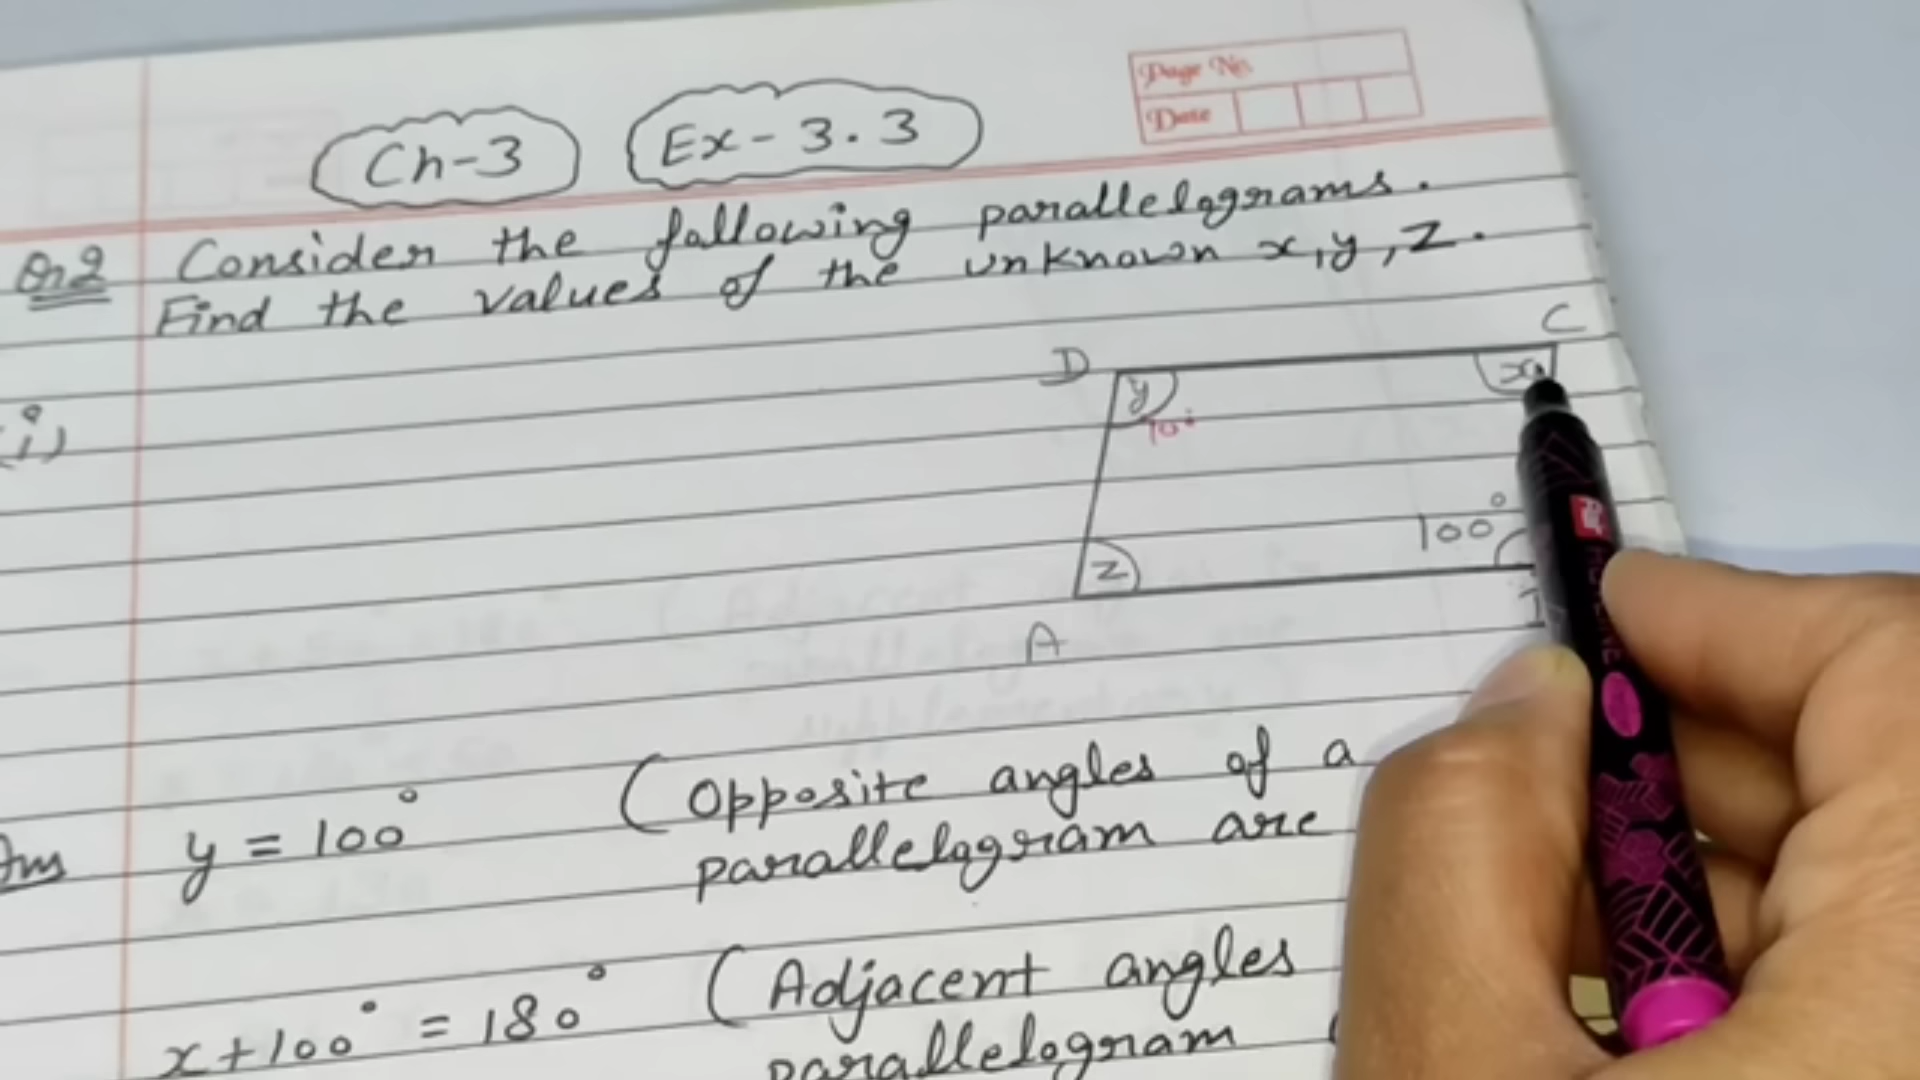 Page No.
Date
Ch-3 Ex-3.3
Qn2 Consider the following parallelograms.
Find the values of the unknown x,y,z.
(i)
D C
y x
100°
z
A
Ans y = 100° (Opposite angles of a
parallelogram are
x+100° = 180° (Adjacent angles
parallelogram